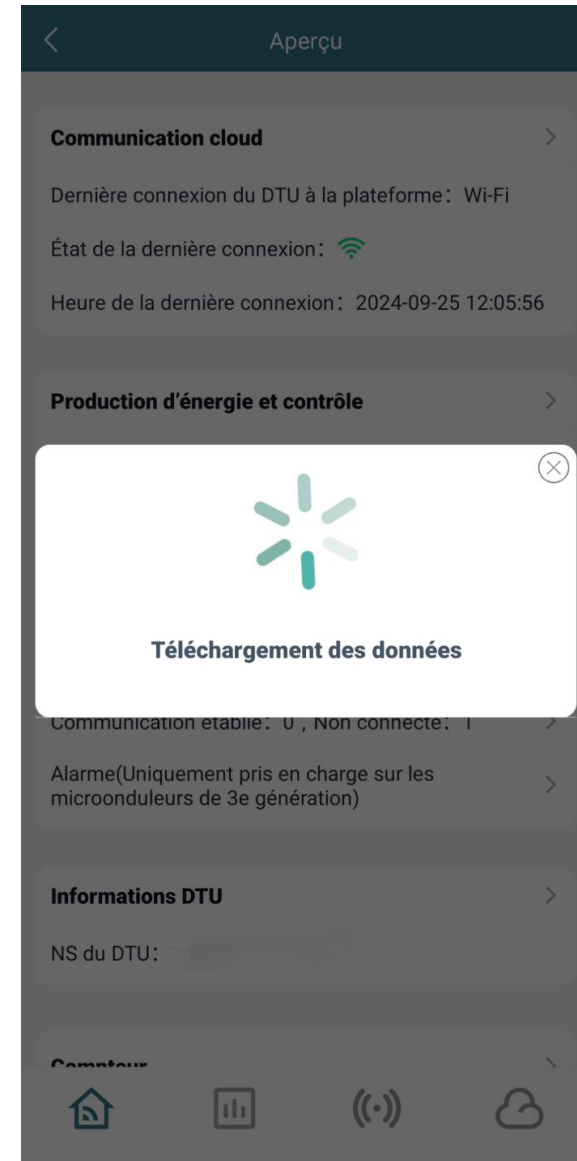 Aperçu
Communication cloud
Dernière connexion du DTU à la plateforme：Wi-Fi
État de la dernière connexion：
Heure de la dernière connexion：2024-09-25 12:05:56
Production d'énergie et contrôle
Téléchargement des données
Communication établie：0 , Non connecté：1
Alarme(Uniquement pris en charge sur les
microonduleurs de 3e génération)
Informations DTU
NS du DTU：
Compteur